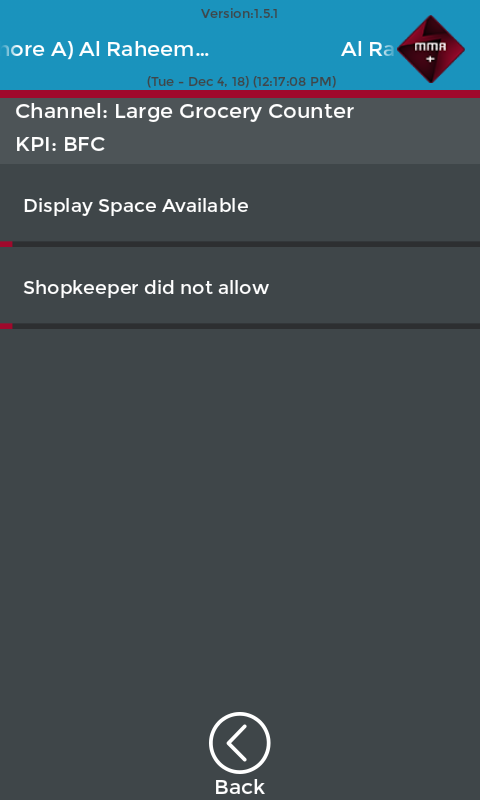 Version:1.5.1
ore A) Al Raheem... Al Ra
MMA
+
(Tue - Dec 4, 18) (12:17:08 PM)
Channel: Large Grocery Counter
KPI: BFC
Display Space Available
Shopkeeper did not allow
Back